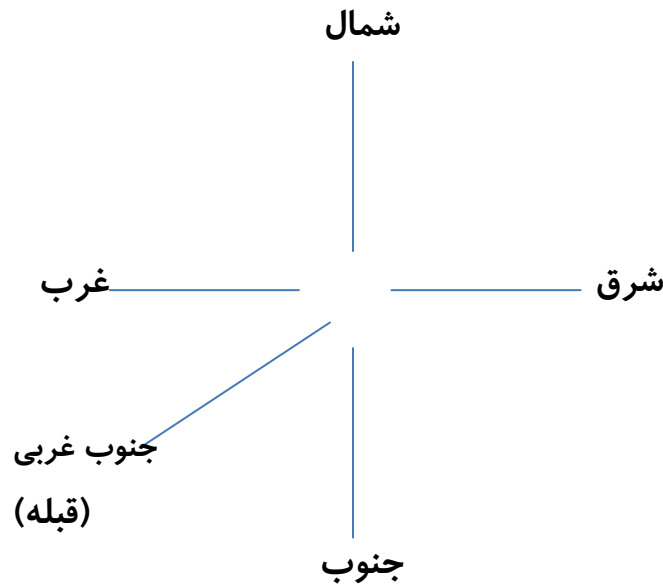 شمال
شرق
غرب
جنوب غربی
(قبله)
جنوب